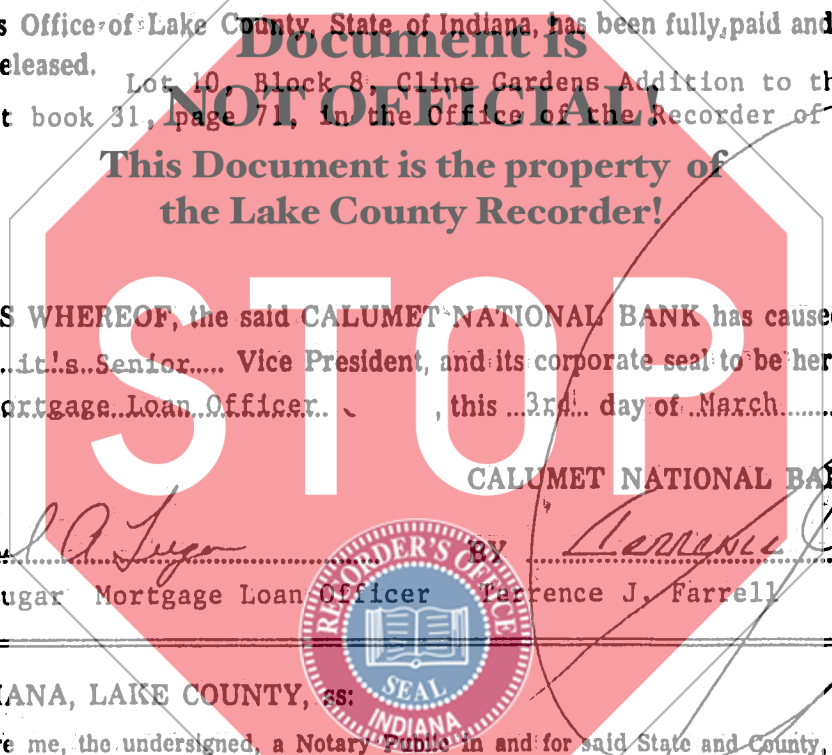 s Office of Lake County, State of Indiana, has been fully paid and
Document is
eleased.
Lot 10, Block 8, Cline Gardens Addition to th
NOT OFFICIAL!
t book 31, page 71, in the Office of the Recorder of
This Document is the property of
the Lake County Recorder!
STOP
S WHEREOF, the said CALUMET NATIONAL BANK has cause
it's Senior..... Vice President, and its corporate seal to be her
ortgage Loan Officer , this ...3rd... day of ..March......
CALUMET NATIONAL BA
l A Lugar
BY Terrence
ugar Mortgage Loan Officer Terrence J. Farrell
RECORDER'S OFFICE
SEAL
INDIANA
IANA, LAKE COUNTY, ss:
re me, the undersigned, a Notary Public in and for said State and County,